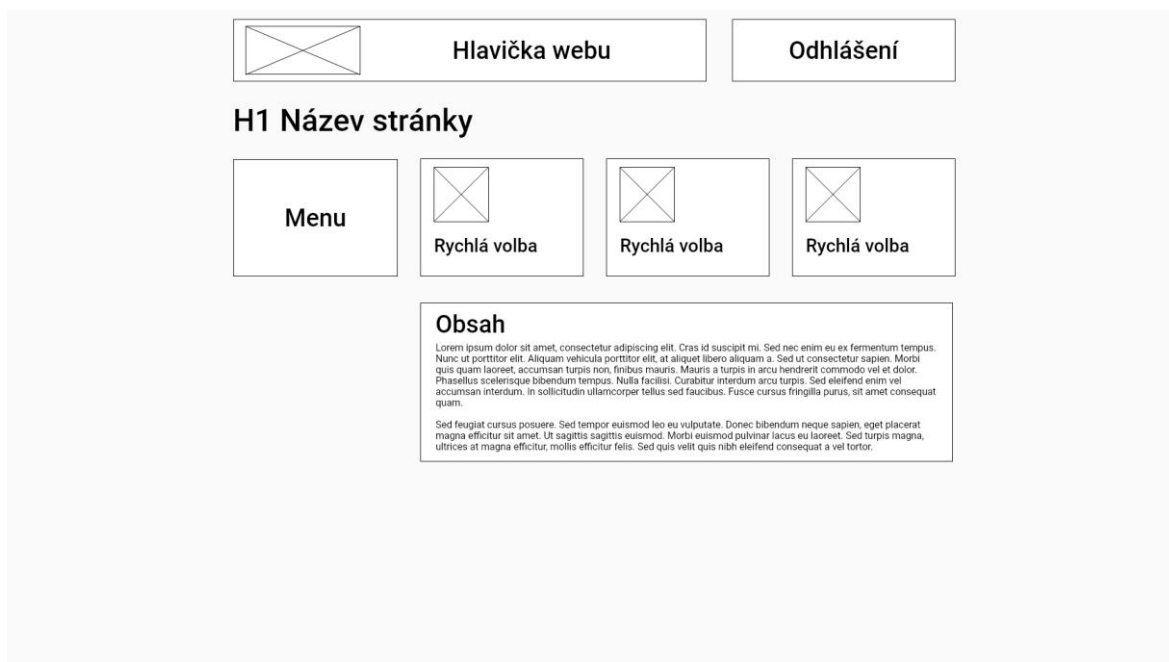 Hlavička webu
Odhlášení
H1 Název stránky
Menu
Rychlá volba
Rychlá volba
Rychlá volba
Obsah
Lorem ipsum dolor sit amet, consectetur adipiscing elit. Cras id suscipit mi. Sed nec enim eu ex fermentum tempus.
Nunc ut porttitor elit. Aliquam vehicula porttitor elit, at aliquet libero aliquam a. Sed ut consectetur sapien. Morbi
quis quam laoreet, accumsan turpis non, finibus mauris. Mauris a turpis in arcu hendrerit commodo vel et dolor.
Phasellus scelerisque bibendum tempus. Nulla facilisi. Curabitur interdum arcu turpis. Sed eleifend enim vel
accumsan interdum. In sollicitudin ullamcorper tellus sed faucibus. Fusce cursus fringilla purus, sit amet consequat
quam.
Sed feugiat cursus posuere. Sed tempor euismod leo eu vulputate. Donec bibendum neque sapien, eget placerat
magna efficitur sit amet. Ut sagittis sagittis euismod. Morbi euismod pulvinar lacus eu laoreet. Sed turpis magna,
ultrices at magna efficitur, mollis efficitur felis. Sed quis velit quis nibh eleifend consequat a vel tortor.